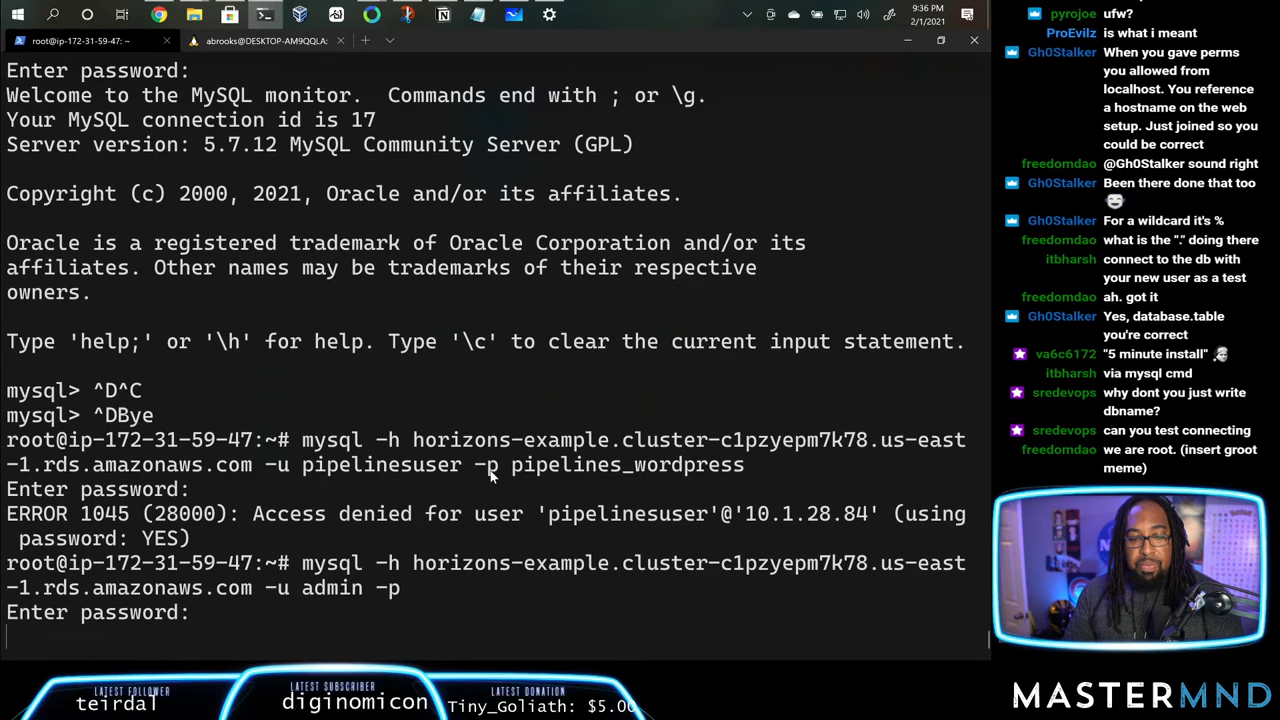 9:36 PM
2/1/2021
root@ip-172-31-59-47: ~
abrooks@DESKTOP-AM9QQLA:
Enter password:
Welcome to the MySQL monitor.  Commands end with ; or \g.
Your MySQL connection id is 17
Server version: 5.7.12 MySQL Community Server (GPL)
Copyright (c) 2000, 2021, Oracle and/or its affiliates.
Oracle is a registered trademark of Oracle Corporation and/or its
affiliates. Other names may be trademarks of their respective
owners.
Type 'help;' or '\h' for help. Type '\c' to clear the current input statement.
mysql> ^D^C
mysql> ^DBye
root@ip-172-31-59-47:~# mysql -h horizons-example.cluster-c1pzyepm7k78.us-east
-1.rds.amazonaws.com -u pipelinesuser -p pipelines_wordpress
Enter password:
ERROR 1045 (28000): Access denied for user 'pipelinesuser'@'10.1.28.84' (using
password: YES)
root@ip-172-31-59-47:~# mysql -h horizons-example.cluster-c1pzyepm7k78.us-east
-1.rds.amazonaws.com -u admin -p
Enter password:
pyrojoe ufw?
ProEvilz is what i meant
Gh0Stalker When you gave perms
you allowed from
localhost. You reference
a hostname on the web
setup. Just joined so you
could be correct
freedomdao @Gh0Stalker sound right
Gh0Stalker Been there done that too
Gh0Stalker For a wildcard it's %
freedomdao what is the "." doing there
itbharsh connect to the db with
your new user as a test
freedomdao ah. got it
Gh0Stalker Yes, database.table
you're correct
va6c6172 "5 minute install"
itbharsh via mysql cmd
sredevops why dont you just write
dbname?
sredevops can you test connecting
freedomdao we are root. (insert groot
meme)
LATEST FOLLOWER
teirdal
LATEST SUBSCRIBER
diginomicon
LATEST DONATION
Tiny_Goliath: $5.00
MASTERMND